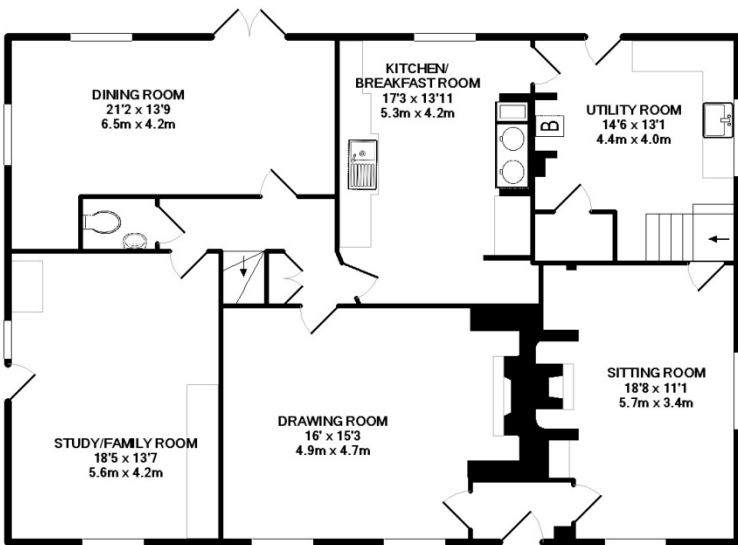 DINING ROOM
21'2 x 13'9
6.5m x 4.2m
KITCHEN/
BREAKFAST ROOM
17'3 x 13'11
5.3m x 4.2m
UTILITY ROOM
14'6 x 13'1
4.4m x 4.0m
B
STUDY/FAMILY ROOM
18'5 x 13'7
5.6m x 4.2m
DRAWING ROOM
16' x 15'3
4.9m x 4.7m
SITTING ROOM
18'8 x 11'1
5.7m x 3.4m